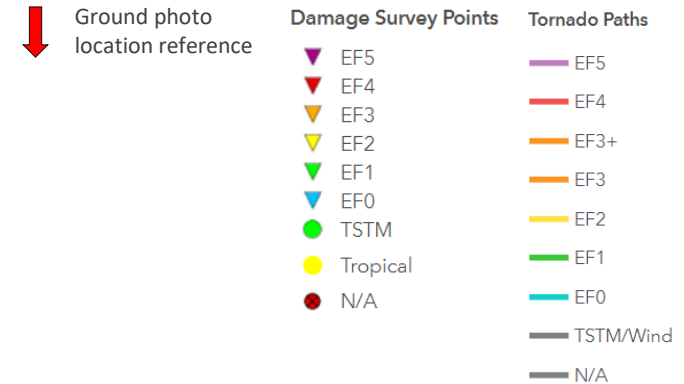 Ground photo
location reference
Damage Survey Points
EF5
EF4
EF3
EF2
EF1
EF0
TSTM
Tropical
N/A
Tornado Paths
EF5
EF4
EF3+
EF3
EF2
EF1
EF0
TSTM/Wind
N/A